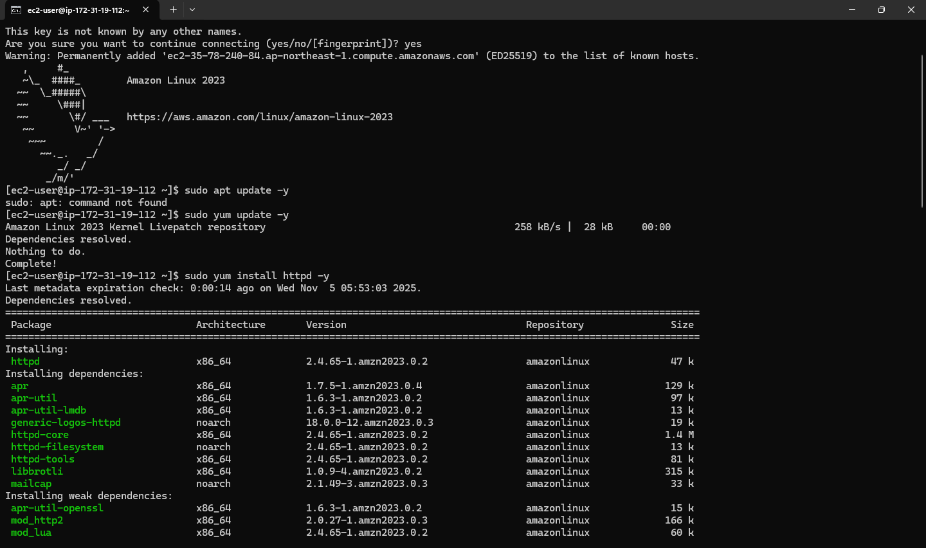 ec2-user@ip-172-31-19-112:~
This key is not known by any other names.
Are you sure you want to continue connecting (yes/no/[fingerprint])? yes
Warning: Permanently added 'ec2-35-78-240-84.ap-northeast-1.compute.amazonaws.com' (ED25519) to the list of known hosts.
   ,     #_
   ~\_  ####_        Amazon Linux 2023
  ~~  \_#####\
  ~~     \###|
  ~~       \#/ ___   https://aws.amazon.com/linux/amazon-linux-2023
   ~~       V~' '->
    ~~~         /
      ~~._.   _/
         _/ _/
       _/m/'
[ec2-user@ip-172-31-19-112 ~]$ sudo apt update -y
sudo: apt: command not found
[ec2-user@ip-172-31-19-112 ~]$ sudo yum update -y
Amazon Linux 2023 Kernel Livepatch repository 258 kB/s | 28 kB 00:00
Dependencies resolved.
Nothing to do.
Complete!
[ec2-user@ip-172-31-19-112 ~]$ sudo yum install httpd -y
Last metadata expiration check: 0:00:14 ago on Wed Nov  5 05:53:03 2025.
Dependencies resolved.
Package Architecture Version Repository Size
Installing:
httpd x86_64 2.4.65-1.amzn2023.0.2 amazonlinux 47 k
Installing dependencies:
apr x86_64 1.7.5-1.amzn2023.0.4 amazonlinux 129 k
apr-util x86_64 1.6.3-1.amzn2023.0.2 amazonlinux 97 k
apr-util-lmdb x86_64 1.6.3-1.amzn2023.0.2 amazonlinux 13 k
generic-logos-httpd noarch 18.0.0-12.amzn2023.0.3 amazonlinux 19 k
httpd-core x86_64 2.4.65-1.amzn2023.0.2 amazonlinux 1.4 M
httpd-filesystem noarch 2.4.65-1.amzn2023.0.2 amazonlinux 13 k
httpd-tools x86_64 2.4.65-1.amzn2023.0.2 amazonlinux 81 k
libbrotli x86_64 1.0.9-4.amzn2023.0.2 amazonlinux 315 k
mailcap noarch 2.1.49-3.amzn2023.0.3 amazonlinux 33 k
Installing weak dependencies:
apr-util-openssl x86_64 1.6.3-1.amzn2023.0.2 amazonlinux 15 k
mod_http2 x86_64 2.0.27-1.amzn2023.0.3 amazonlinux 166 k
mod_lua x86_64 2.4.65-1.amzn2023.0.2 amazonlinux 60 k